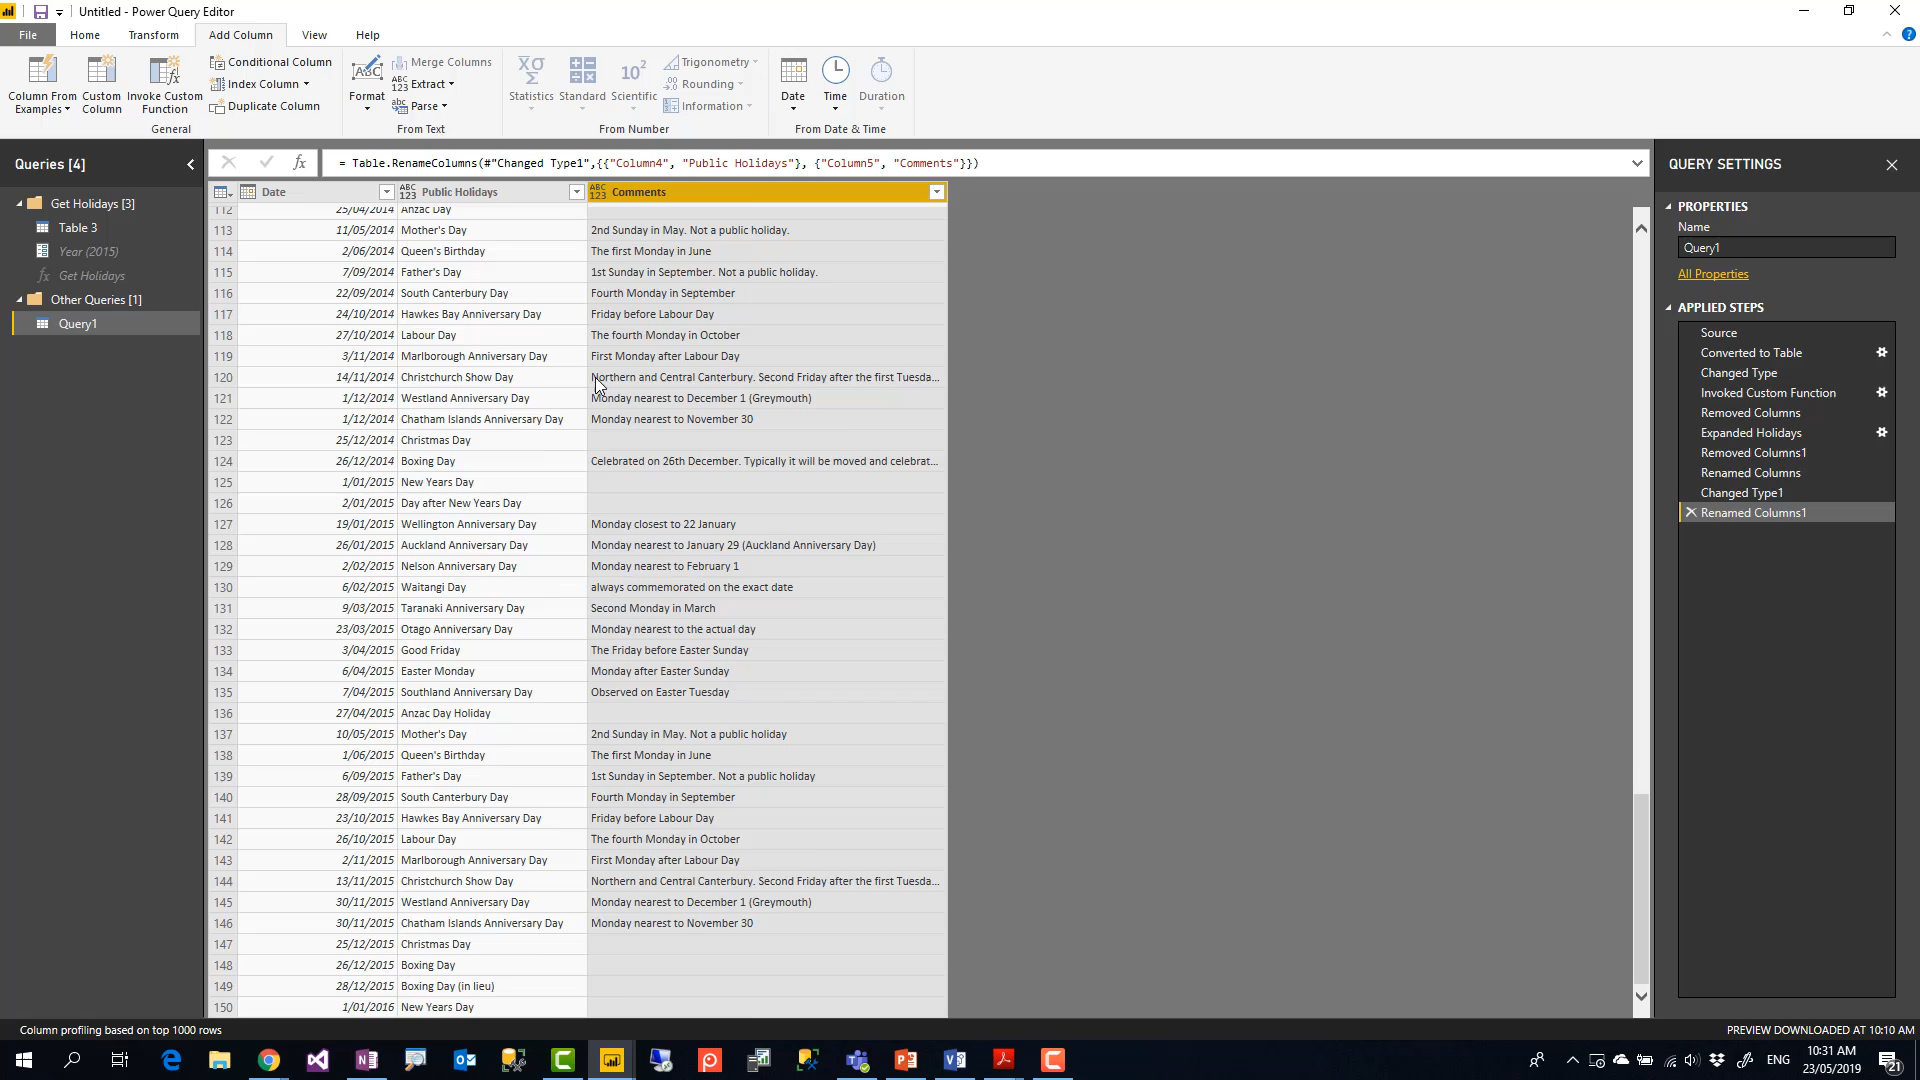 Untitled - Power Query Editor
File Home Transform Add Column View Help
Column From Examples
Custom Column
Invoke Custom Function
Conditional Column
Index Column
Duplicate Column
General
Format
Merge Columns
Extract
Parse
From Text
Statistics
Standard
Scientific
Trigonometry
Rounding
Information
From Number
Date
Time
Duration
From Date & Time
Queries [4]
Get Holidays [3]
Table 3
Year (2015)
Get Holidays
Other Queries [1]
Query1
= Table.RenameColumns(#"Changed Type1",{{"Column4", "Public Holidays"}, {"Column5", "Comments"}})
Date Public Holidays Comments
112 25/04/2014 Anzac Day
113 11/05/2014 Mother's Day 2nd Sunday in May. Not a public holiday.
114 2/06/2014 Queen's Birthday The first Monday in June
115 7/09/2014 Father's Day 1st Sunday in September. Not a public holiday.
116 22/09/2014 South Canterbury Day Fourth Monday in September
117 24/10/2014 Hawkes Bay Anniversary Day Friday before Labour Day
118 27/10/2014 Labour Day The fourth Monday in October
119 3/11/2014 Marlborough Anniversary Day First Monday after Labour Day
120 14/11/2014 Christchurch Show Day Northern and Central Canterbury. Second Friday after the first Tuesda...
121 1/12/2014 Westland Anniversary Day Monday nearest to December 1 (Greymouth)
122 1/12/2014 Chatham Islands Anniversary Day Monday nearest to November 30
123 25/12/2014 Christmas Day
124 26/12/2014 Boxing Day Celebrated on 26th December. Typically it will be moved and celebrat...
125 1/01/2015 New Years Day
126 2/01/2015 Day after New Years Day
127 19/01/2015 Wellington Anniversary Day Monday closest to 22 January
128 26/01/2015 Auckland Anniversary Day Monday nearest to January 29 (Auckland Anniversary Day)
129 2/02/2015 Nelson Anniversary Day Monday nearest to February 1
130 6/02/2015 Waitangi Day always commemorated on the exact date
131 9/03/2015 Taranaki Anniversary Day Second Monday in March
132 23/03/2015 Otago Anniversary Day Monday nearest to the actual day
133 3/04/2015 Good Friday The Friday before Easter Sunday
134 6/04/2015 Easter Monday Monday after Easter Sunday
135 7/04/2015 Southland Anniversary Day Observed on Easter Tuesday
136 27/04/2015 Anzac Day Holiday
137 10/05/2015 Mother's Day 2nd Sunday in May. Not a public holiday
138 1/06/2015 Queen's Birthday The first Monday in June
139 6/09/2015 Father's Day 1st Sunday in September. Not a public holiday
140 28/09/2015 South Canterbury Day Fourth Monday in September
141 23/10/2015 Hawkes Bay Anniversary Day Friday before Labour Day
142 26/10/2015 Labour Day The fourth Monday in October
143 2/11/2015 Marlborough Anniversary Day First Monday after Labour Day
144 13/11/2015 Christchurch Show Day Northern and Central Canterbury. Second Friday after the first Tuesda...
145 30/11/2015 Westland Anniversary Day Monday nearest to December 1 (Greymouth)
146 30/11/2015 Chatham Islands Anniversary Day Monday nearest to November 30
147 25/12/2015 Christmas Day
148 26/12/2015 Boxing Day
149 28/12/2015 Boxing Day (in lieu)
150 1/01/2016 New Years Day
QUERY SETTINGS
PROPERTIES
Name
Query1
All Properties
APPLIED STEPS
Source
Converted to Table
Changed Type
Invoked Custom Function
Removed Columns
Expanded Holidays
Removed Columns1
Renamed Columns
Changed Type1
Renamed Columns1
Column profiling based on top 1000 rows
PREVIEW DOWNLOADED AT 10:10 AM
ENG
10:31 AM
23/05/2019
21